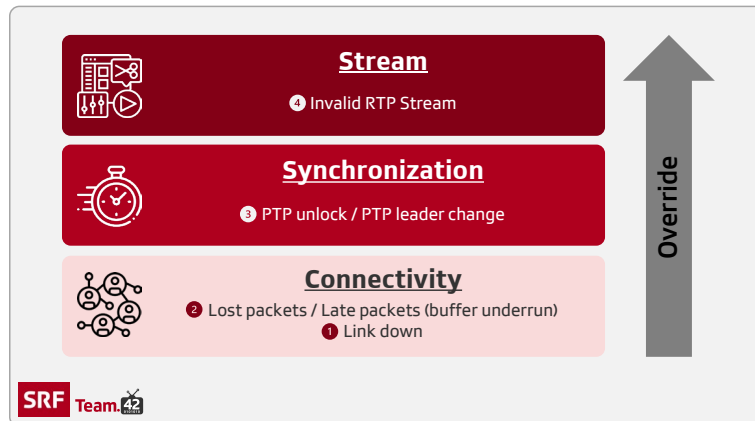 Stream
4 Invalid RTP Stream
Synchronization
3 PTP unlock / PTP leader change
Connectivity
2 Lost packets / Late packets (buffer underrun)
1 Link down
Override
SRF Team.42